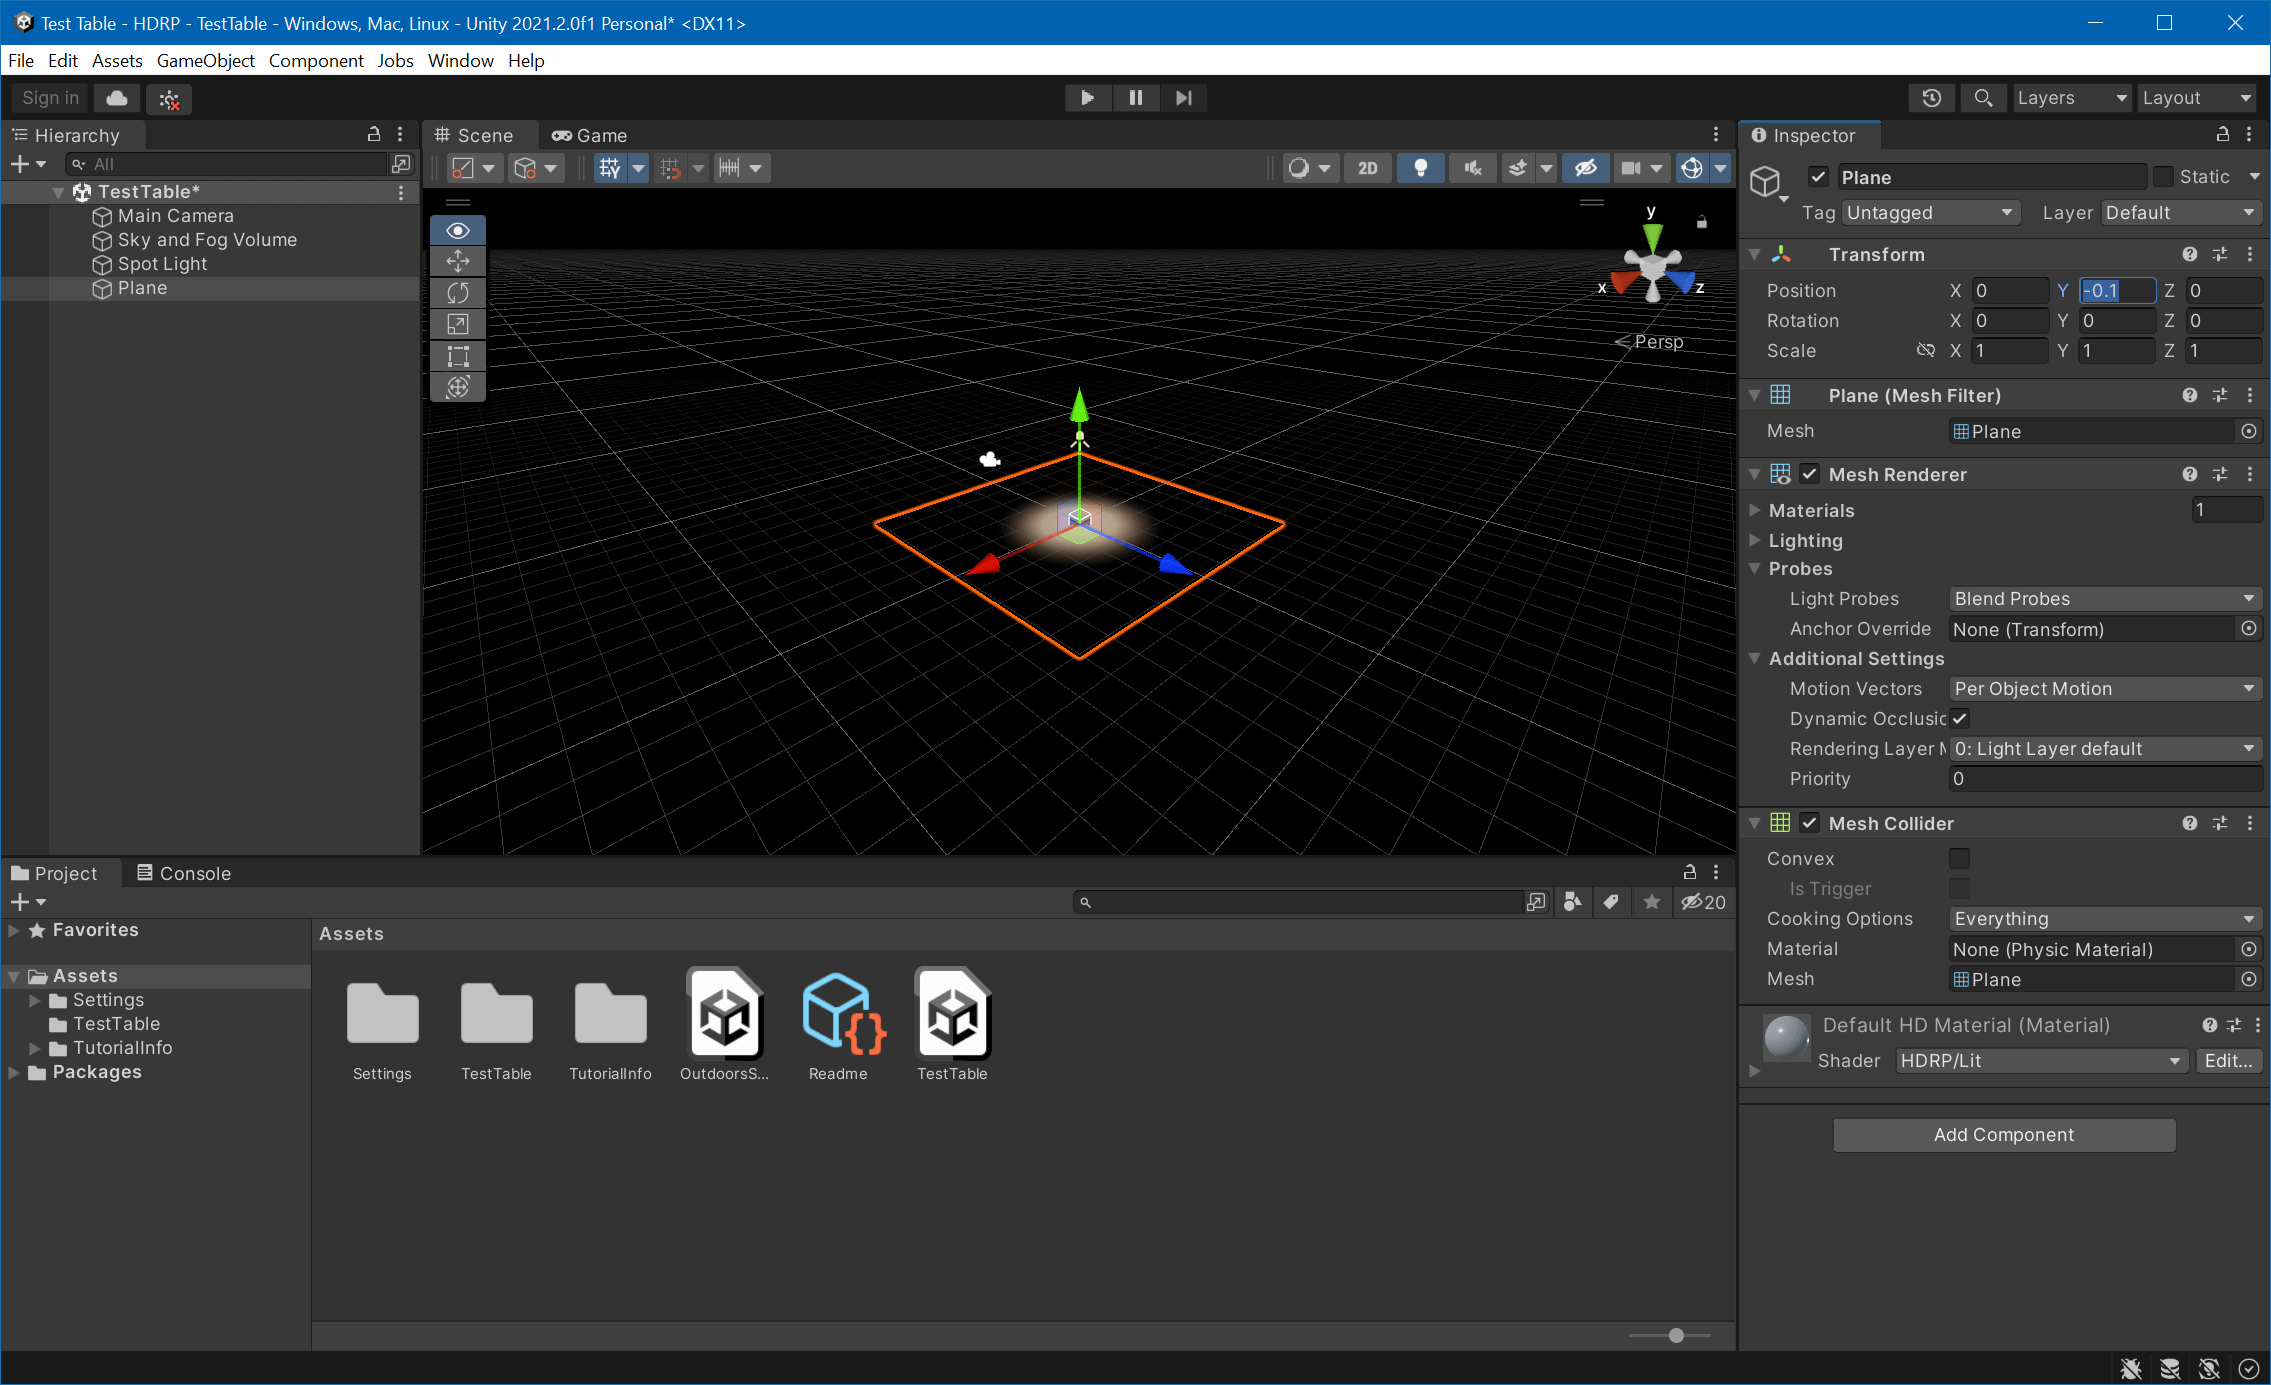 Test Table - HDRP - TestTable - Windows, Mac, Linux - Unity 2021.2.0f1 Personal* <DX11>
File Edit Assets GameObject Component Jobs Window Help
Sign in
Layers
Layout
Hierarchy
All
TestTable*
Main Camera
Sky and Fog Volume
Spot Light
Plane
Scene
Game
2D
y
x
z
Persp
Inspector
Plane
Static
Tag Untagged
Layer Default
Transform
Position X 0 Y -0.1 Z 0
Rotation X 0 Y 0 Z 0
Scale X 1 Y 1 Z 1
Plane (Mesh Filter)
Mesh Plane
Mesh Renderer
Materials 1
Lighting
Probes
Light Probes Blend Probes
Anchor Override None (Transform)
Additional Settings
Motion Vectors Per Object Motion
Dynamic Occlusic
Rendering Layer M 0: Light Layer default
Priority 0
Mesh Collider
Convex
Is Trigger
Cooking Options Everything
Material None (Physic Material)
Mesh Plane
Default HD Material (Material)
Shader HDRP/Lit Edit...
Add Component
Project
Console
20
Favorites
Assets
Settings
TestTable
TutorialInfo
Packages
Assets
Settings
TestTable
TutorialInfo
OutdoorsS...
Readme
TestTable